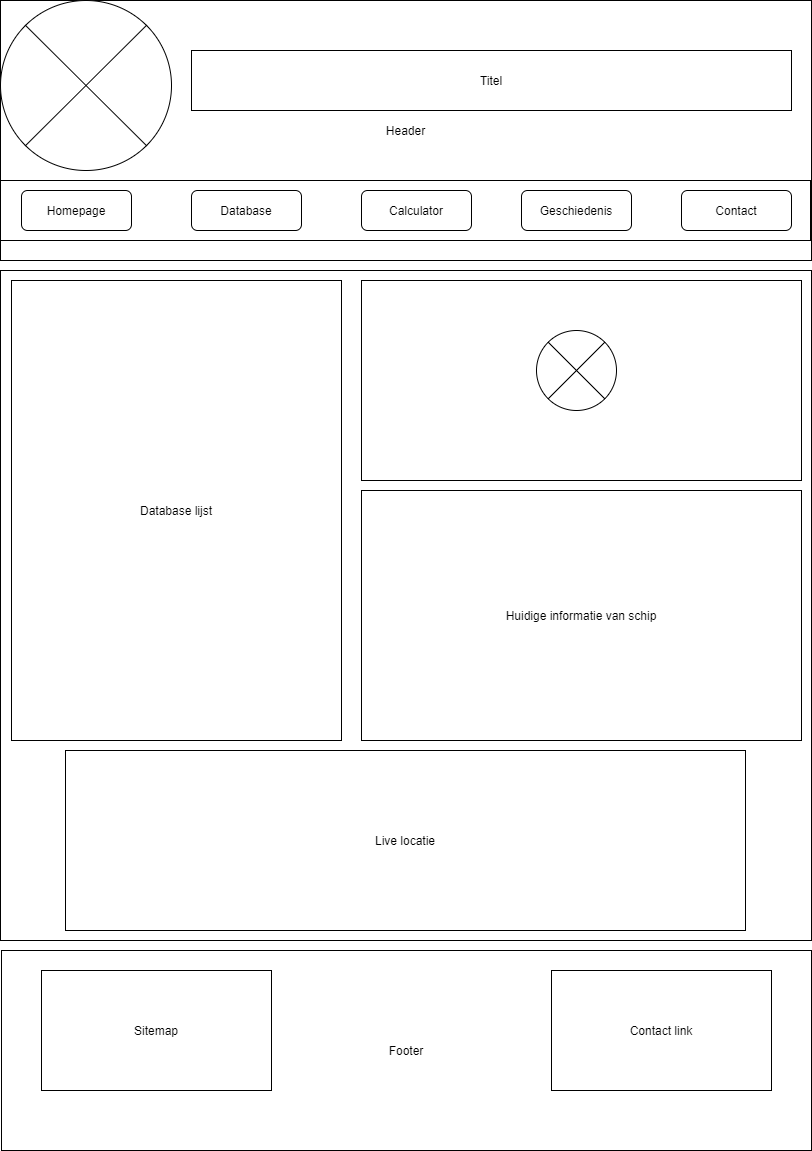 Titel
Header
Homepage
Database
Calculator
Geschiedenis
Contact
Database lijst
Huidige informatie van schip
Live locatie
Sitemap
Footer
Contact link